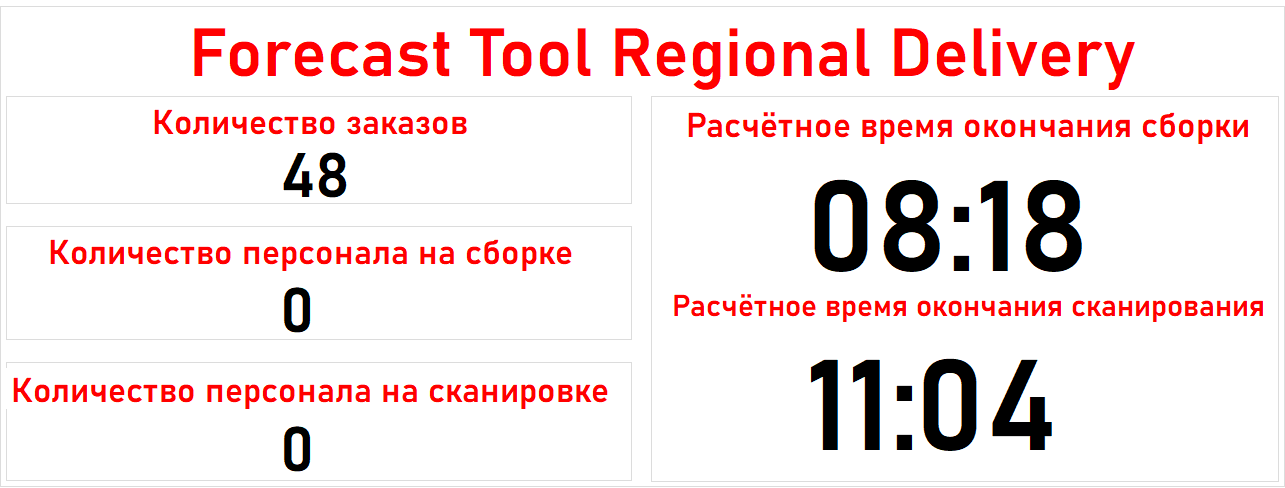 Forecast Tool Regional Delivery
Количество заказов
48
Количество персонала на сборке
0
Количество персонала на сканировке
0
Расчётное время окончания сборки
08:18
Расчётное время окончания сканирования
11:04